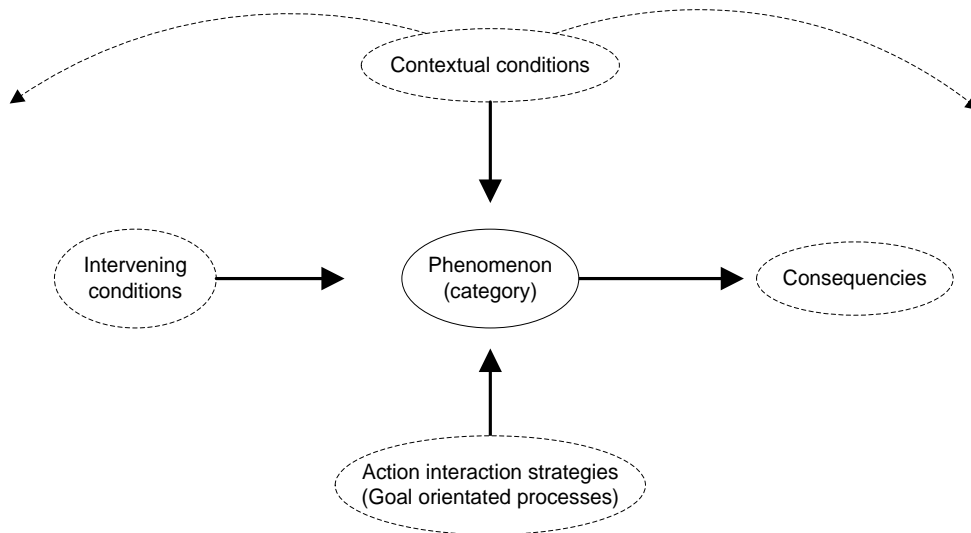 Contextual conditions
Intervening
conditions
Phenomenon
(category)
Consequencies
Action interaction strategies
(Goal orientated processes)